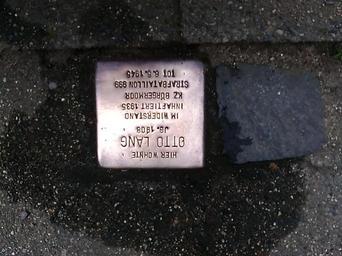 HIER WOHNTE
OTTO LANG
JG. 1908
IM WIDERSTAND
INHAFTIERT 1935
KZ BÖRGERMOOR
STRAFBATAILLON 999
TOT 6.5.1945